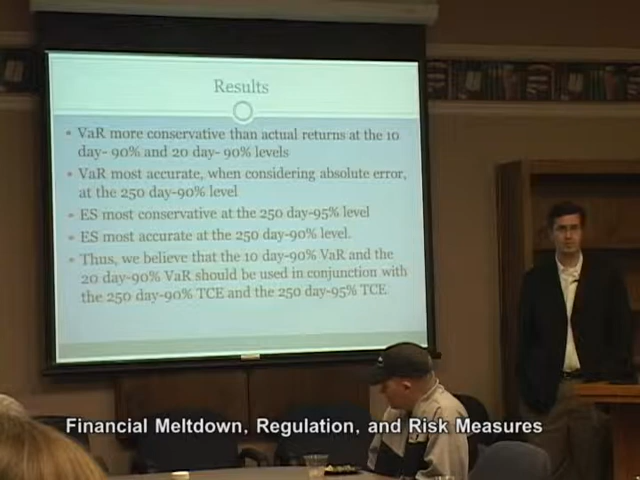 Results
• VaR more conservative than actual returns at the 10
day- 90% and 20 day- 90% levels
• VaR most accurate, when considering absolute error,
at the 250 day-90% level
• ES most conservative at the 250 day-95% level
• ES most accurate at the 250 day-90% level.
• Thus, we believe that the 10 day-90% VaR and the
20 day-90% VaR should be used in conjunction with
the 250 day-90% TCE and the 250 day-95% TCE
Financial Meltdown, Regulation, and Risk Measures